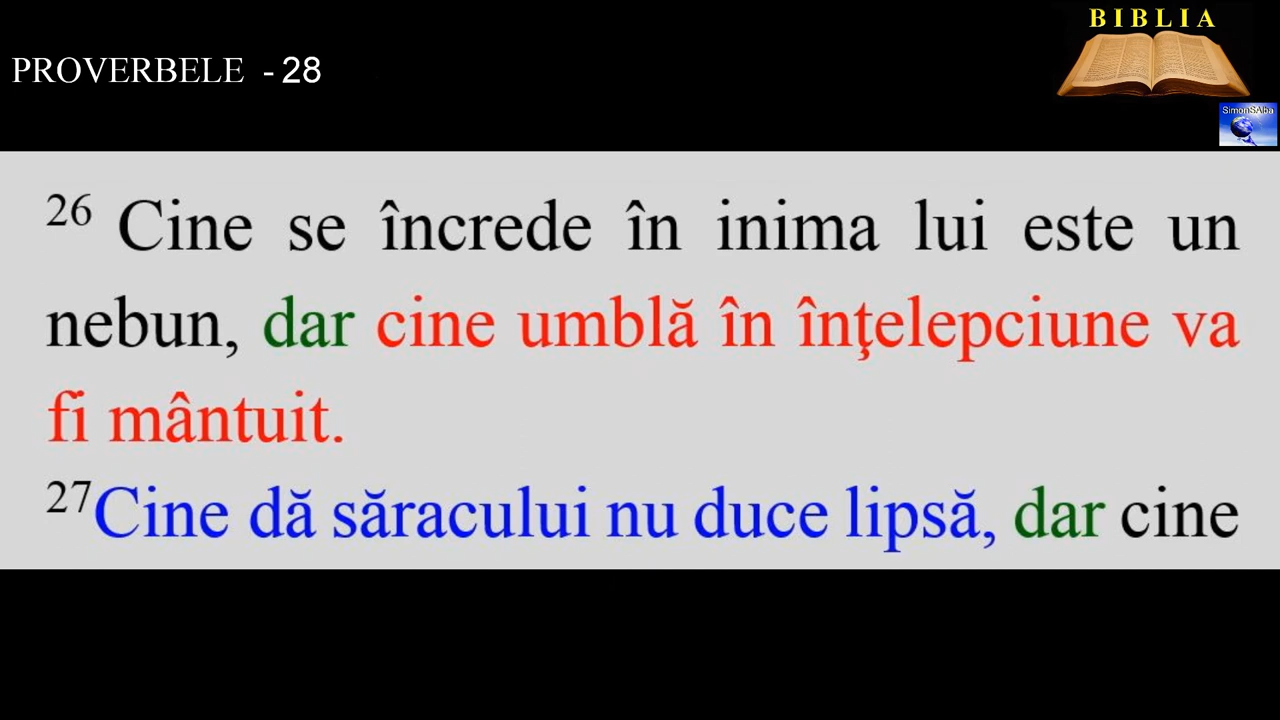 BIBLIA
PROVERBELE - 28
SimonSAlba
26 Cine se încrede în inima lui este un
nebun, dar cine umblă în înţelepciune va
fi mântuit.
27Cine dă săracului nu duce lipsă, dar cine